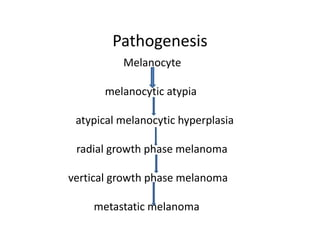 Pathogenesis
Melanocyte
melanocytic atypia
atypical melanocytic hyperplasia
radial growth phase melanoma
vertical growth phase melanoma
metastatic melanoma